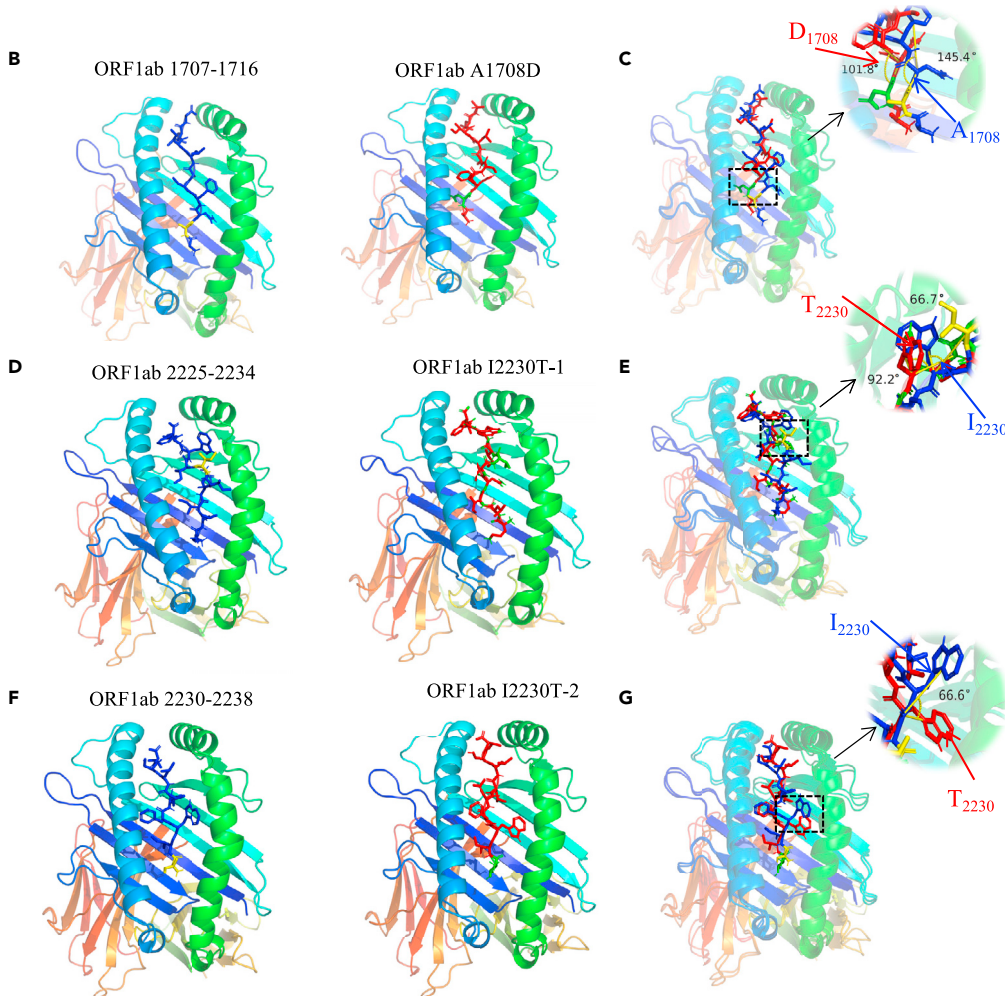 B
ORF1ab 1707-1716
ORF1ab A1708D
C
D1708
101.8°
145.4°
A1708
D
ORF1ab 2225-2234
ORF1ab I2230T-1
E
T2230
66.7°
92.2°
I2230
F
ORF1ab 2230-2238
ORF1ab I2230T-2
G
I2230
66.6°
T2230